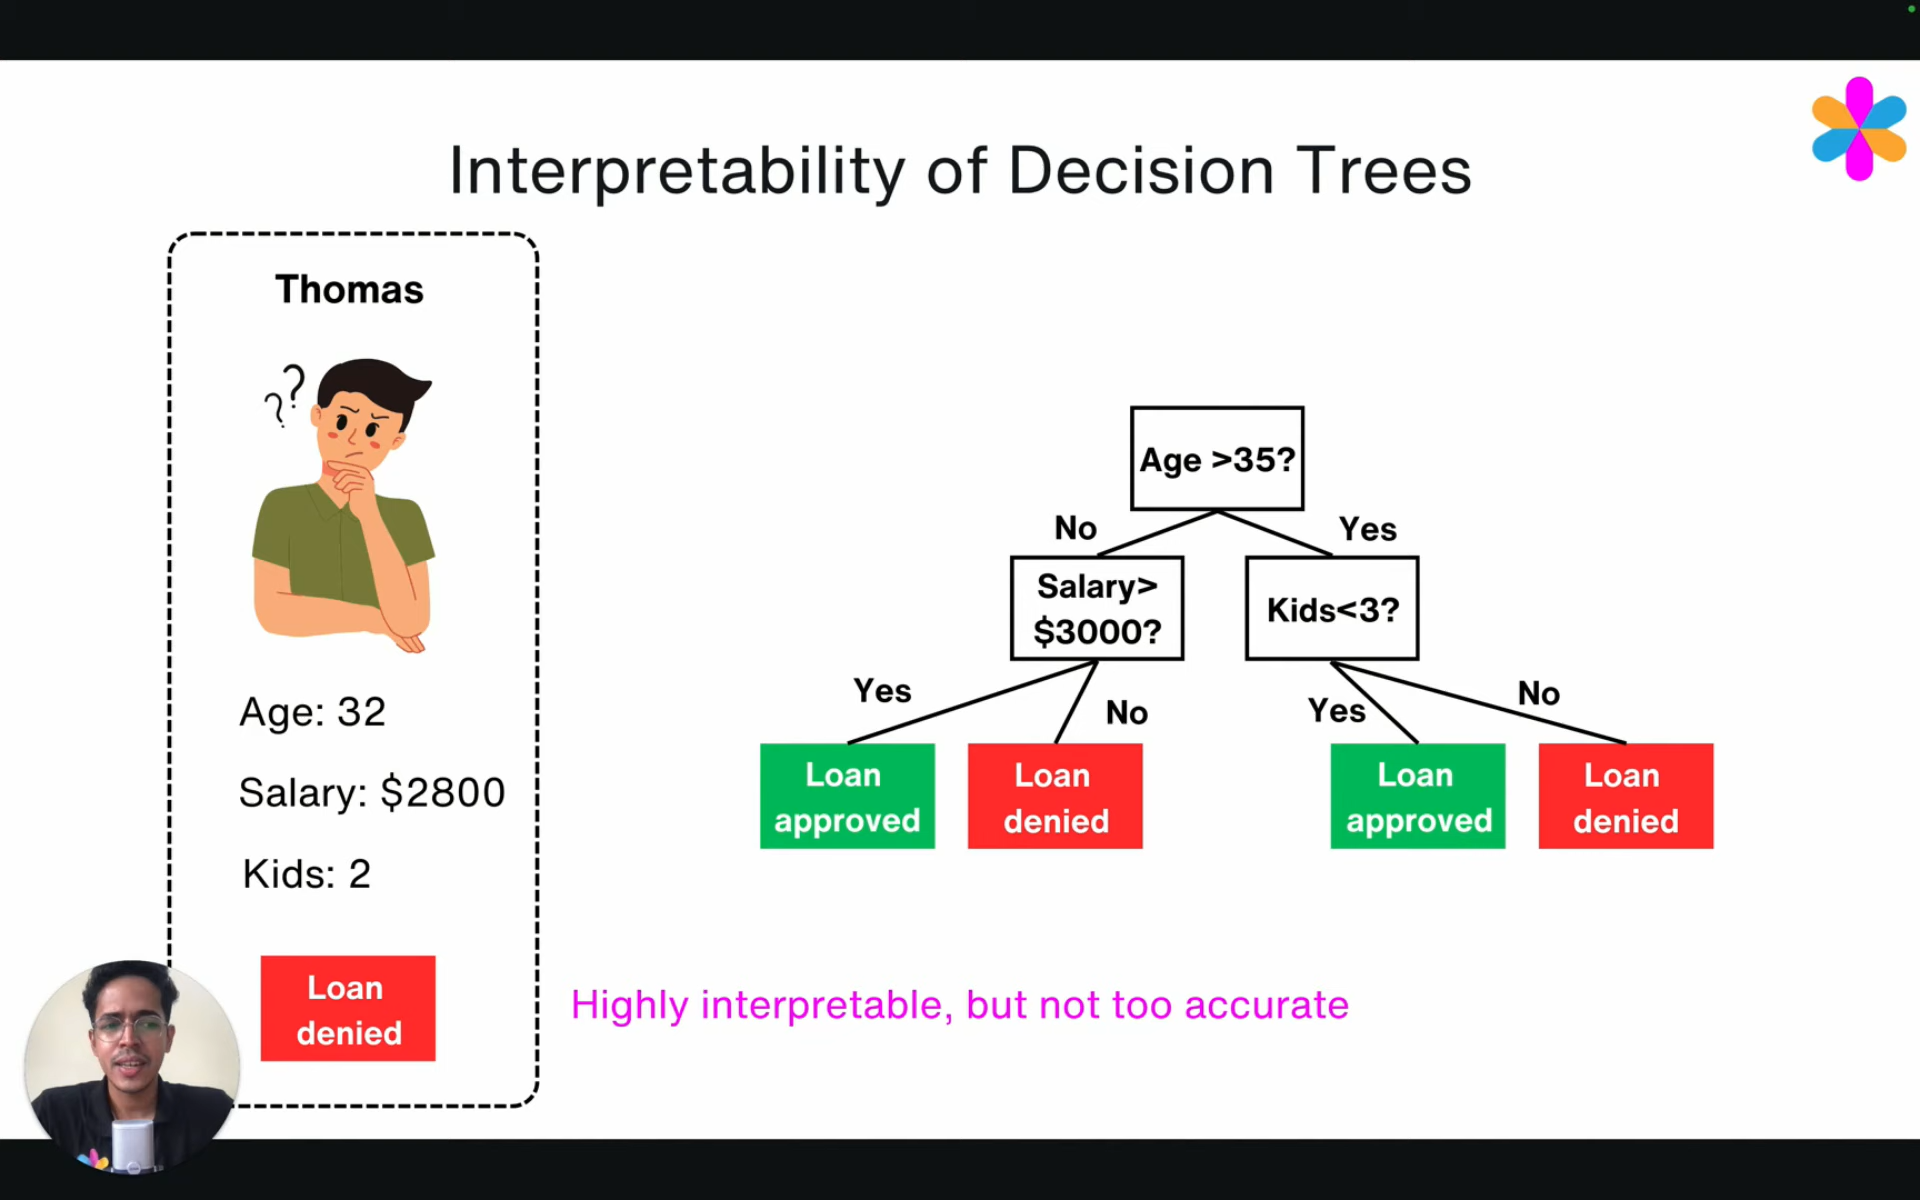 Interpretability of Decision Trees
Thomas
??
Age: 32
Salary: $2800
Kids: 2
Loan
denied
Age >35?
No
Yes
Salary>
$3000?
Kids<3?
Yes
No
Yes
No
Loan
approved
Loan
denied
Loan
approved
Loan
denied
Highly interpretable, but not too accurate